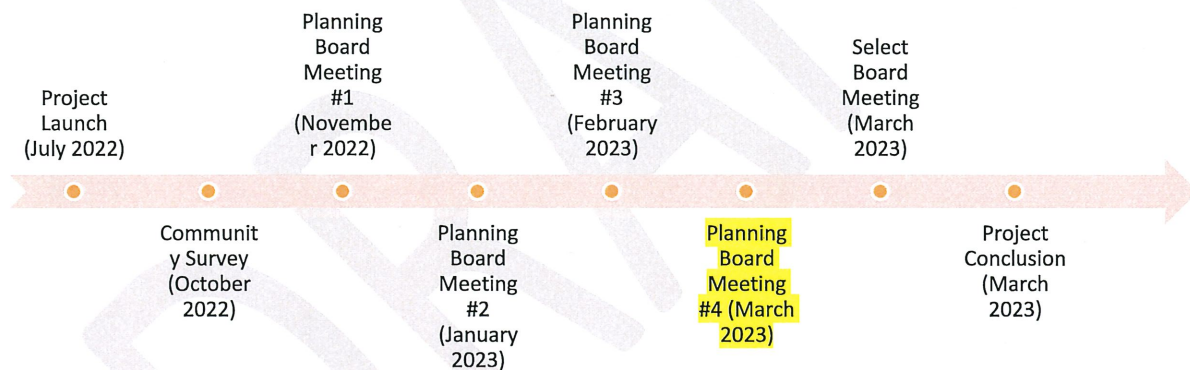 Project
Launch
(July 2022)
Communit
y Survey
(October
2022)
Planning
Board
Meeting
#1
(Novembe
r 2022)
Planning
Board
Meeting
#2
(January
2023)
Planning
Board
Meeting
#3
(February
2023)
Planning
Board
Meeting
#4 (March
2023)
Select
Board
Meeting
(March
2023)
Project
Conclusion
(March
2023)
DRAFT